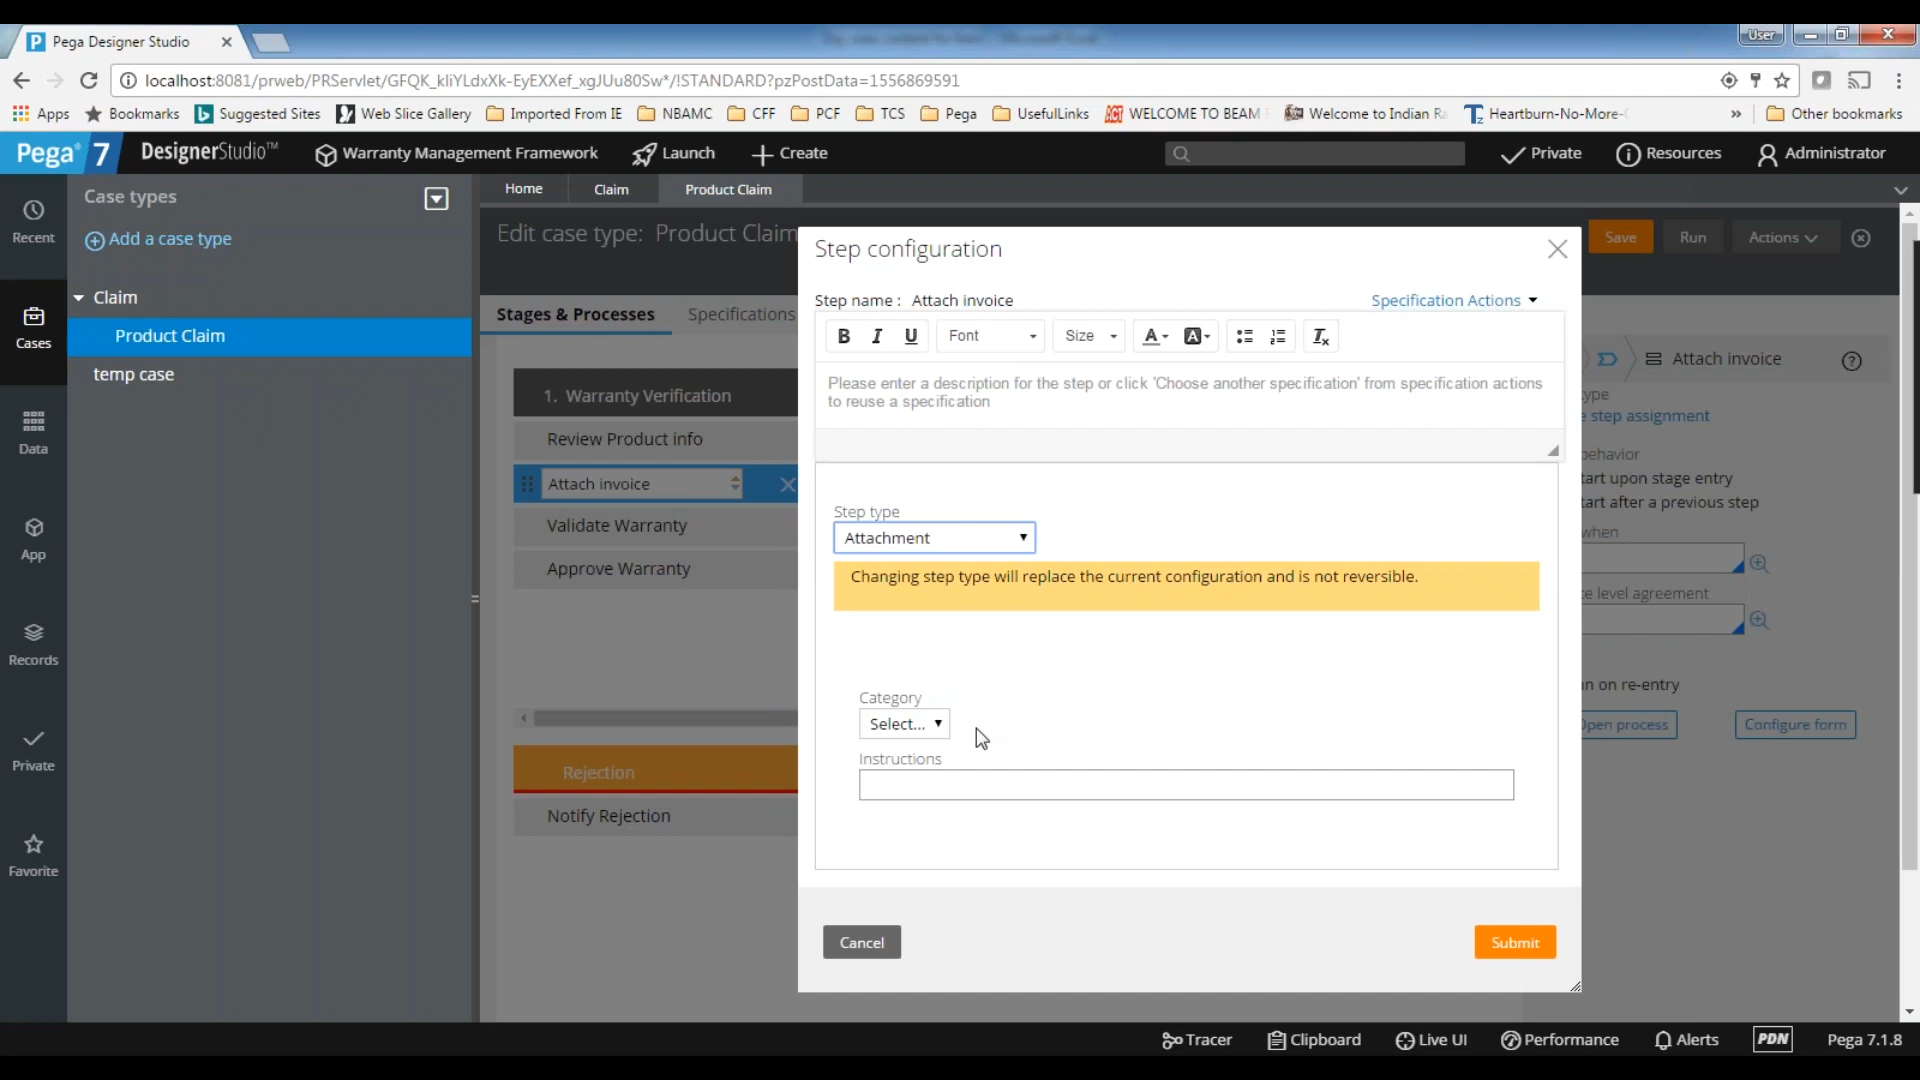 Pega Designer Studio
User
localhost:8081/prweb/PRServlet/GFQK_kliYLdxXk-EyEXXef_xgJUu80Sw*/!STANDARD?pzPostData=1556869591
Apps Bookmarks Suggested Sites Web Slice Gallery Imported From IE NBAMC CFF PCF TCS Pega UsefulLinks WELCOME TO BEAM Welcome to Indian Ra Heartburn-No-More- » Other bookmarks
Pega 7 DesignerStudio™ Warranty Management Framework Launch Create Private Resources Administrator
Case types
Add a case type
Claim
Product Claim
temp case
Recent
Cases
Data
App
Records
Private
Favorite
Home Claim Product Claim
Edit case type: Product Claim
Save Run Actions
Stages & Processes Specifications
1. Warranty Verification
Review Product info
Attach invoice
Validate Warranty
Approve Warranty
Rejection
Notify Rejection
Step configuration
Step name : Attach invoice Specification Actions
B I U Font Size A A
Please enter a description for the step or click 'Choose another specification' from specification actions
to reuse a specification
Step type
Attachment
Changing step type will replace the current configuration and is not reversible.
Category
Select...
Instructions
Cancel Submit
Attach invoice
ype
e step assignment
behavior
tart upon stage entry
tart after a previous step
when
ce level agreement
n on re-entry
Open process Configure form
Tracer Clipboard Live UI Performance Alerts PDN Pega 7.1.8